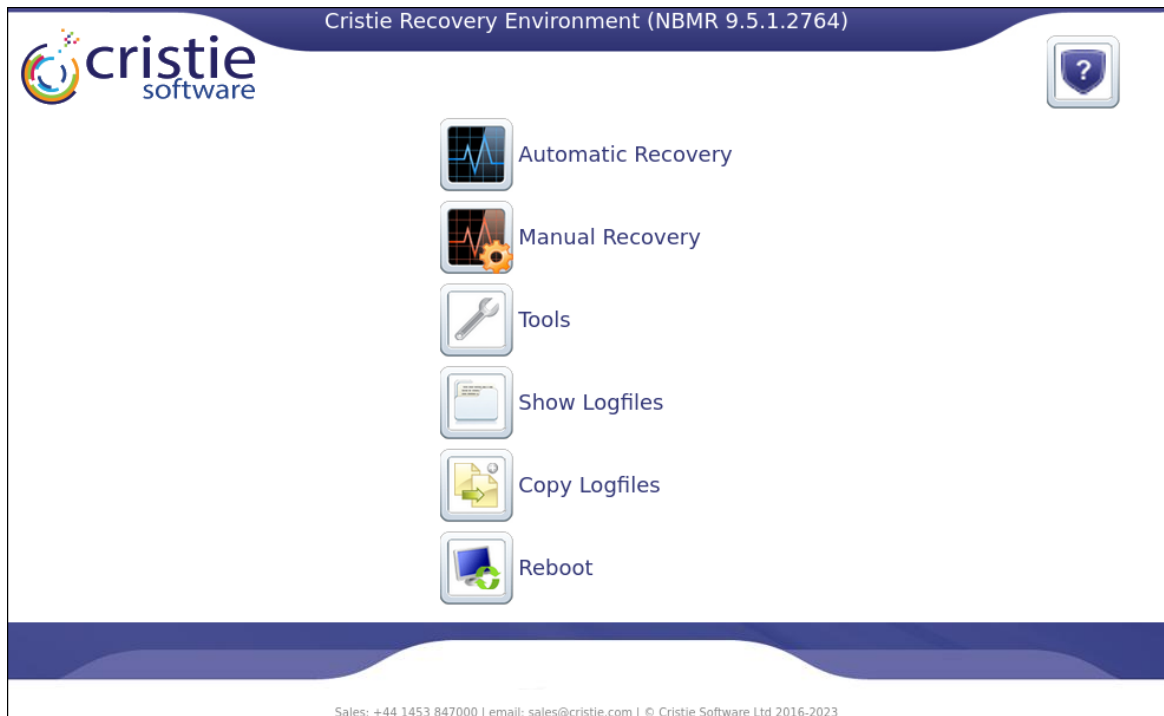 Cristie Recovery Environment (NBMR 9.5.1.2764)
cristie
software
?
Automatic Recovery
Manual Recovery
Tools
Show Logfiles
Copy Logfiles
Reboot
Sales: +44 1453 847000 | email: sales@cristie.com | © Cristie Software Ltd 2016-2023